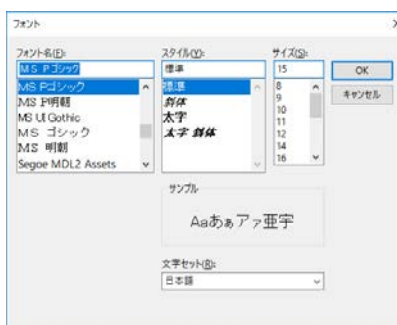 フォント
フォント名(F):
MS Pゴシック
MS Pゴシック
MS P明朝
MS UI Gothic
MS ゴシック
MS 明朝
Segoe MDL2 Assets
スタイル(Y):
標準
標準
斜体
太字
太字 斜体
サイズ(S):
15
8
9
10
11
12
14
16
OK
キャンセル
サンプル
Aaあぁアァ亜宇
文字セット(R):
日本語